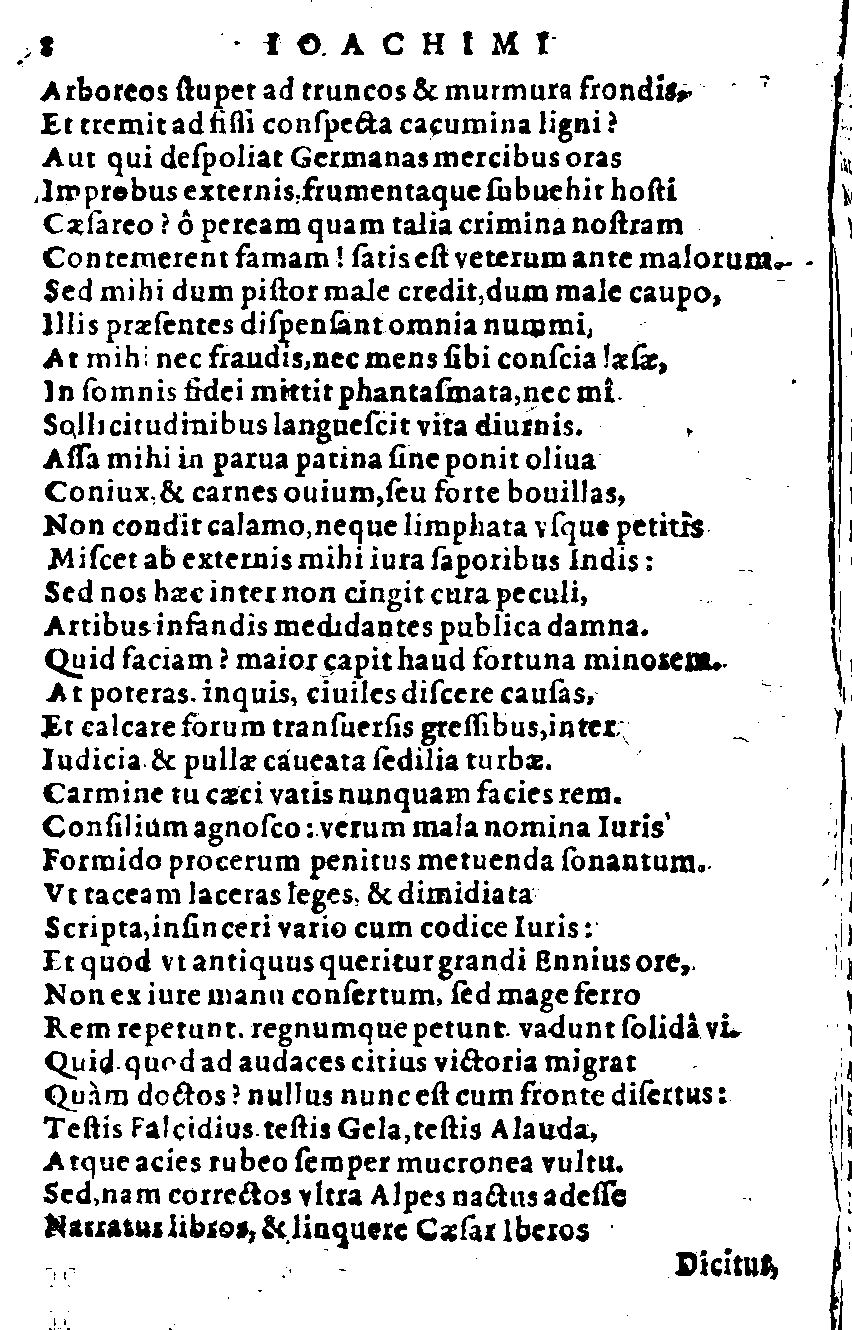 8 IOACHIMI
Arboreos ſtupet ad truncos & murmura frondis,
Et tremit ad fiſſi conſpecta cacumina ligni?
Aut qui deſpoliat Germanas mercibus oras
Improbus externis, frumentaque ſubuehit hoſti
Cæſareo? ô peream quam talia crimina noſtram
Contemerent famam! ſatis eſt veterum ante malorum.
Sed mihi dum piſtor male credit, dum male caupo,
Illis præſentes diſpenſant omnia nummi,
At mihi nec fraudis, nec mens ſibi conſcia læſæ,
In ſomnis fidei mittit phantaſmata, nec mî
Sollicitudinibus langueſcit vita diurnis.
Aſſa mihi in parua patina ſine ponit oliua
Coniux, & carnes ouium, ſeu forte bouillas,
Non condit calamo, neque limphata vſque petitis
Miſcet ab externis mihi iura ſaporibus Indis:
Sed nos hæc inter non cingit cura peculi,
Artibus infandis medidantes publica damna.
Quid faciam? maior capit haud fortuna minorem.
At poteras. inquis, ciuiles diſcere cauſas,
Et calcare forum tranſuerſis greſſibus, inter
Iudicia & pullæ caueata ſedilia turbæ.
Carmine tu cæci vatis nunquam facies rem.
Conſilium agnoſco: verum mala nomina Iuris
Formido procerum penitus metuenda ſonantum.
Vt taceam laceras leges, & dimidiata
Scripta, inſinceri vario cum codice Iuris:
Et quod vt antiquus queritur grandi Ennius ore,
Non ex iure manu conſertum, ſed mage ferro
Rem repetunt. regnumque petunt. vadunt ſolidâ vi.
Quid quod ad audaces citius victoria migrat
Quàm doctos? nullus nunc eſt cum fronte diſertus:
Teſtis Falcidius teſtis Gela, teſtis Alauda,
Atque acies rubeo ſemper mucronea vultu.
Sed, nam correctos vltra Alpes nactus adeſſe
Narratus libros, & linquere Cæſar Iberos
Dicitur,